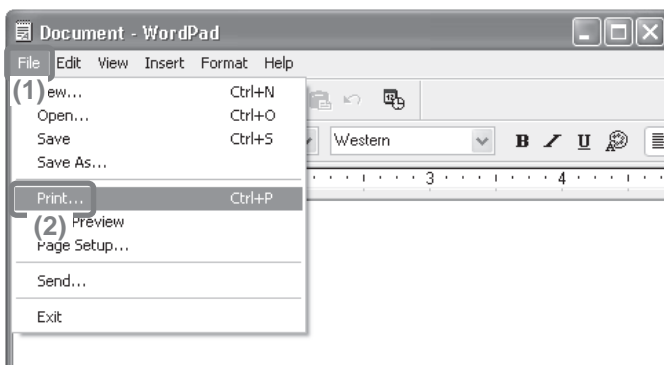 Document - WordPad
File Edit View Insert Format Help
(1) ew... Ctrl+N
Open... Ctrl+O
Save Ctrl+S
Western B I U
Save As...
3 4
Print... Ctrl+P
(2) Preview
Page Setup...
Send...
Exit